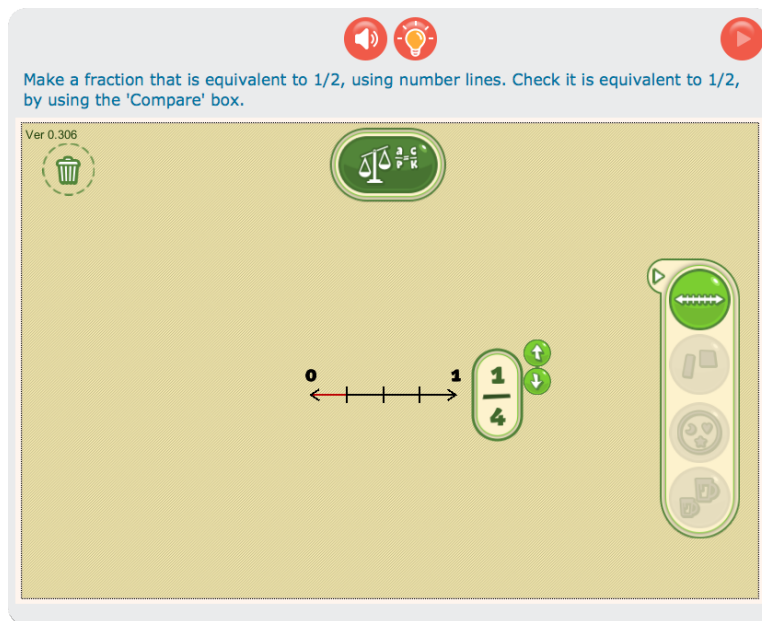 Make a fraction that is equivalent to 1/2, using number lines. Check it is equivalent to 1/2,
by using the 'Compare' box.
Ver 0.306
a c
= 
P K
0 1
1
4